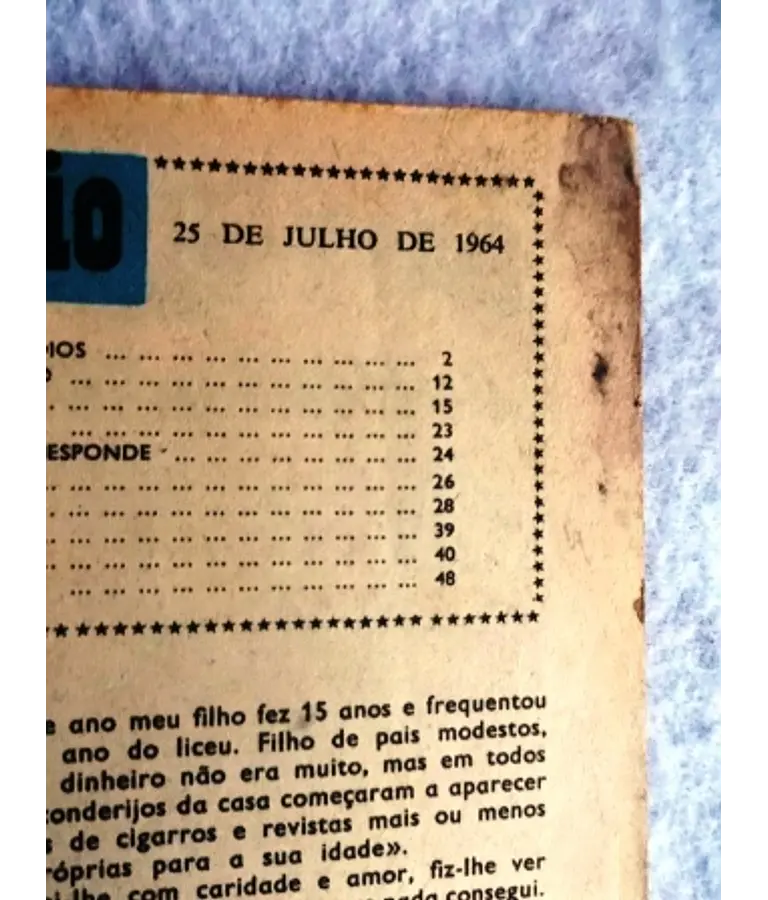 io
25 DE JULHO DE 1964
IOS ... ... ... ... ... ... ... ... ... ... 2
... ... ... ... ... ... ... ... ... ... ... 12
... ... ... ... ... ... ... ... ... ... ... 15
... ... ... ... ... ... ... ... ... ... ... 23
ESPONDE - ... ... ... ... ... ... ... ... 24
... ... ... ... ... ... ... ... ... ... ... 26
... ... ... ... ... ... ... ... ... ... ... 28
... ... ... ... ... ... ... ... ... ... ... 39
... ... ... ... ... ... ... ... ... ... ... 40
... ... ... ... ... ... ... ... ... ... ... 48
e ano meu filho fez 15 anos e frequentou
ano do liceu. Filho de pais modestos,
dinheiro não era muito, mas em todos
conderijos da casa começaram a aparecer
s de cigarros e revistas mais ou menos
róprias para a sua idade».
i-lhe com caridade e amor, fiz-lhe ver
nada consegui.